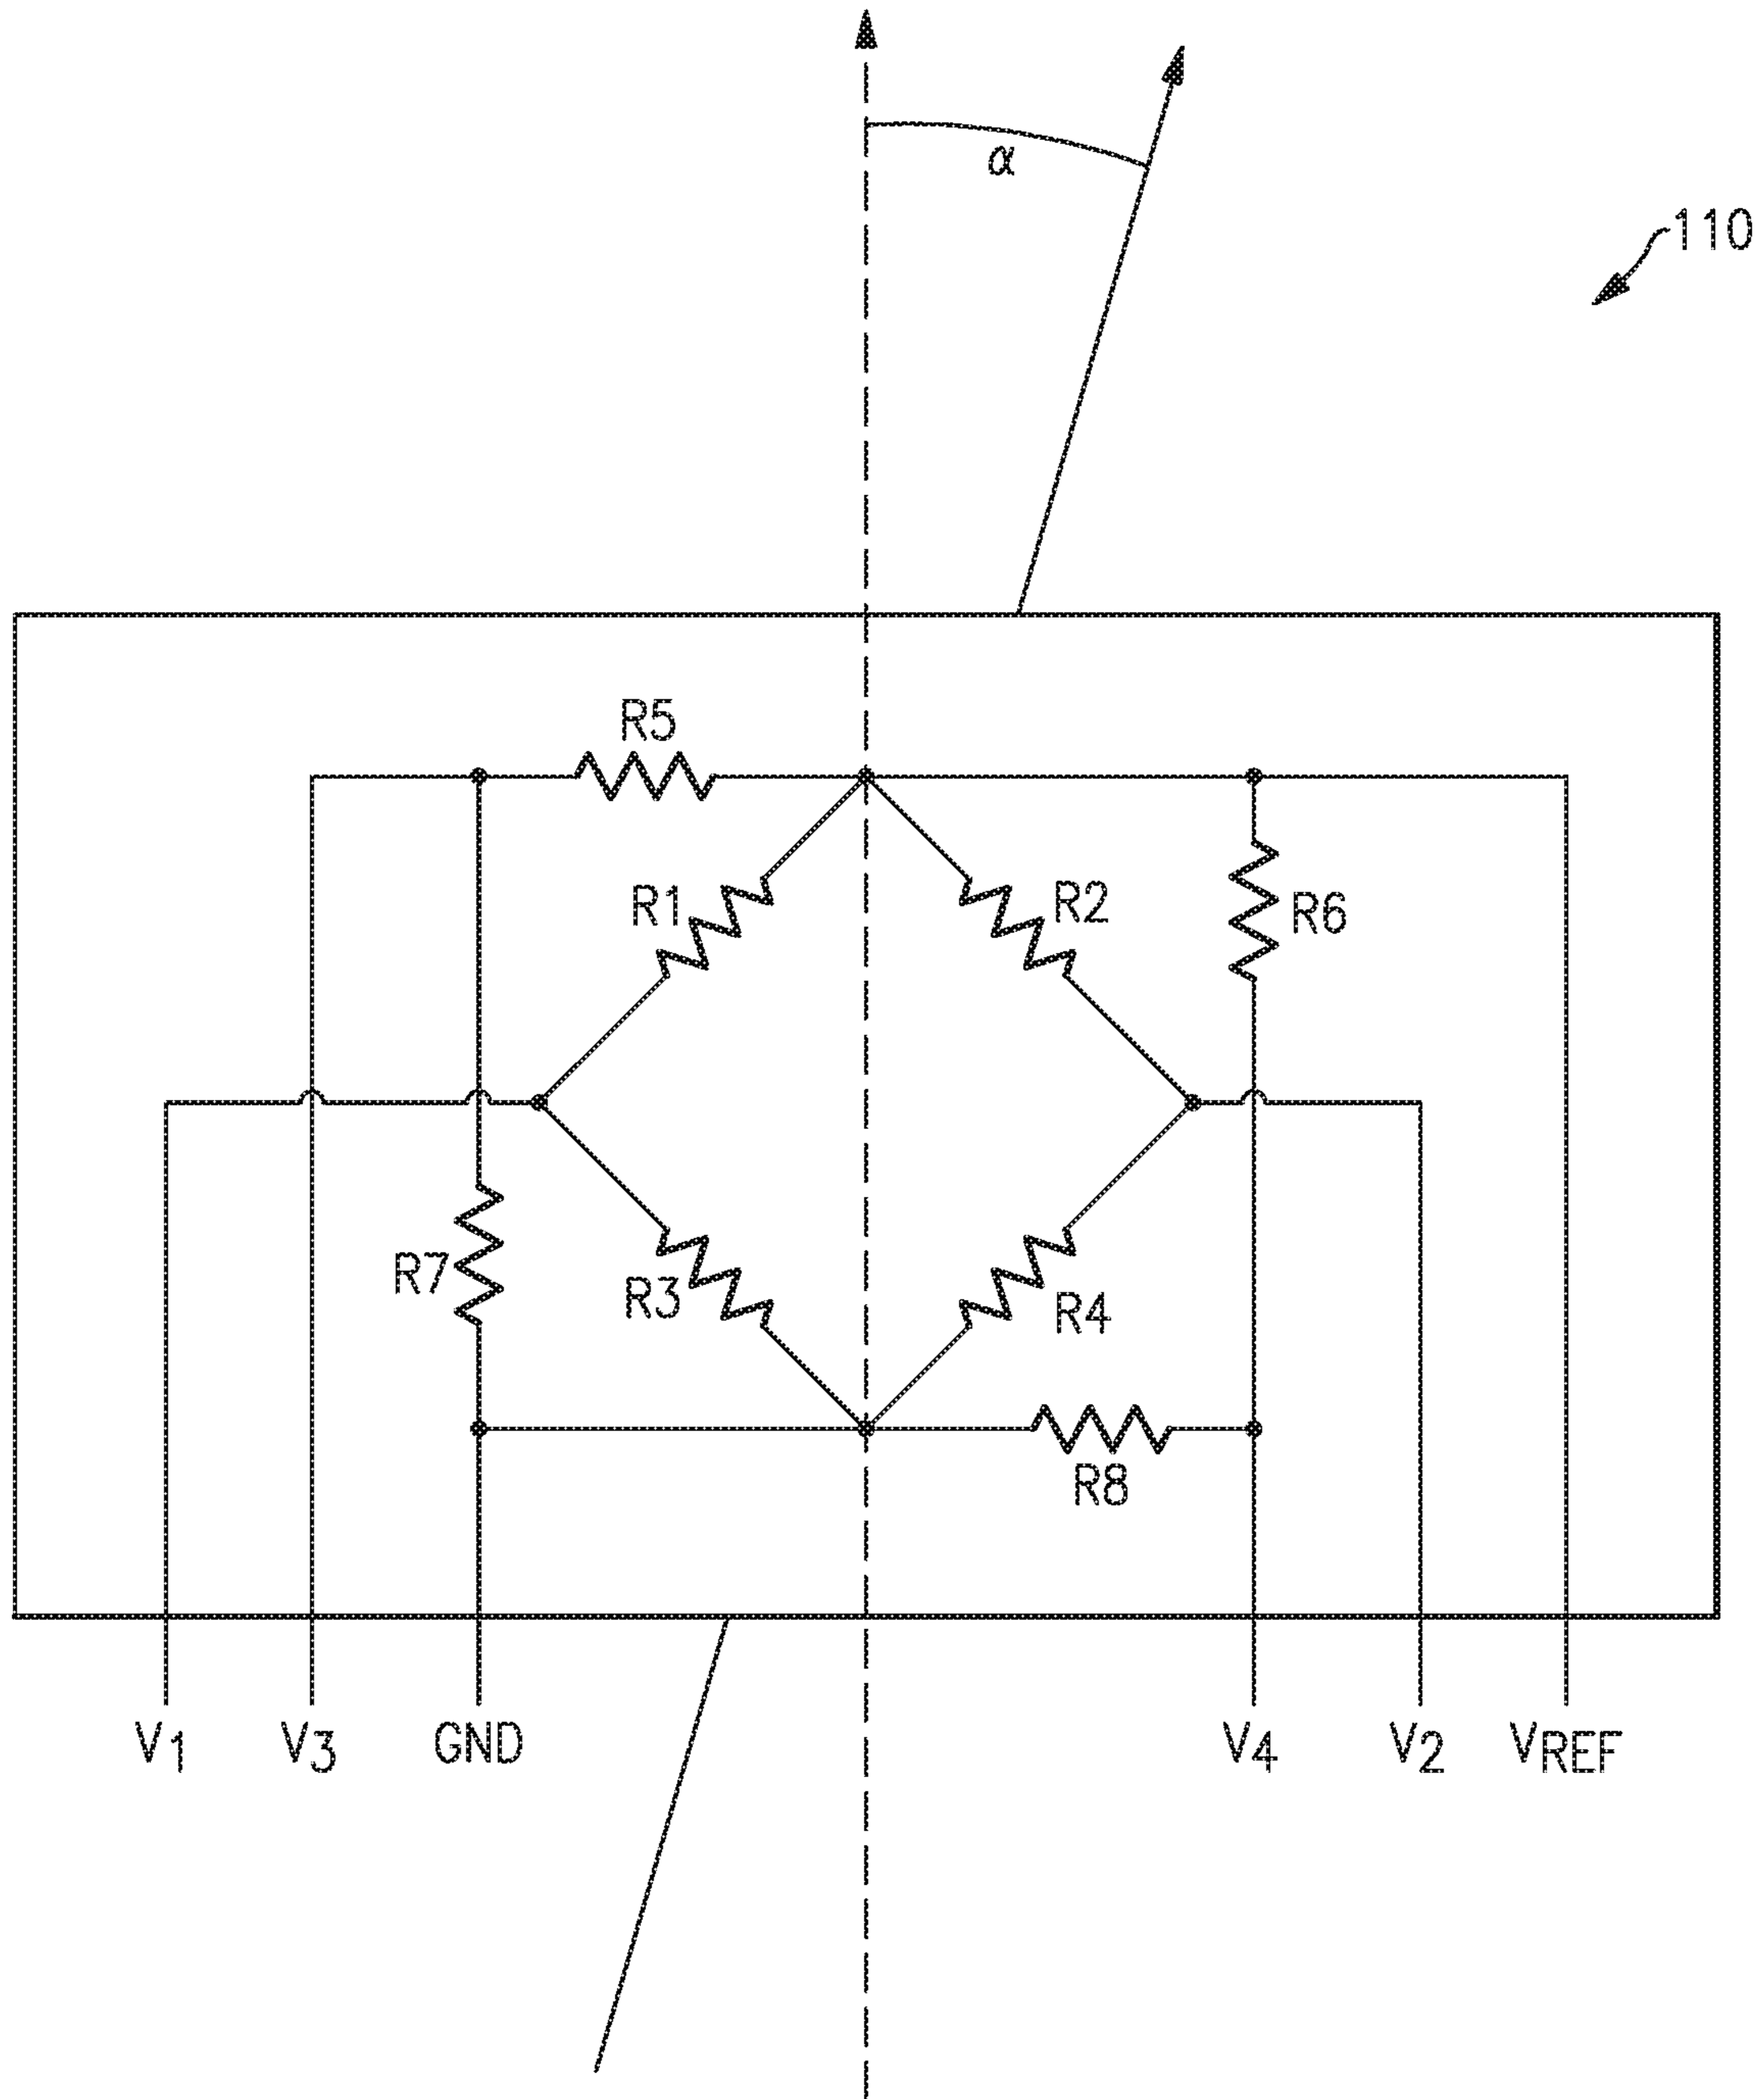 α
110
R5
R1
R2
R6
R7
R3
R4
R8
V1 V3 GND V4 V2 VREF